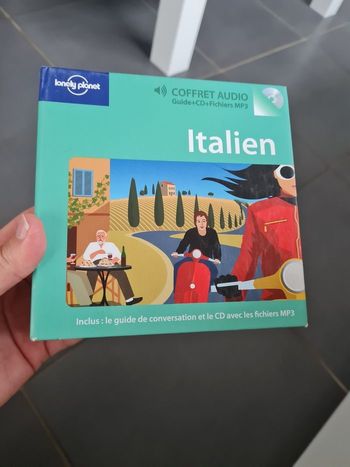 lonely planet
COFFRET AUDIO
Guide+CD+Fichiers MP3
Italien
Inclus : le guide de conversation et le CD avec les fichiers MP3